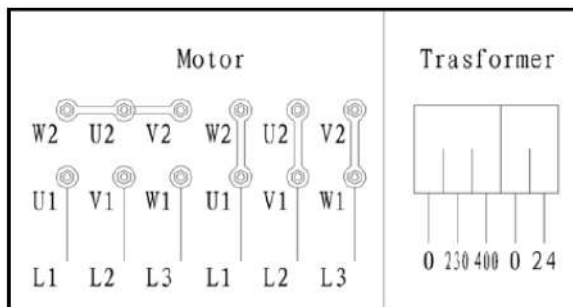 Motor Trasformer
W2 U2 V2 W2 U2 V2
U1 V1 W1 U1 V1 W1
L1 L2 L3 L1 L2 L3
0 230 400 0 24